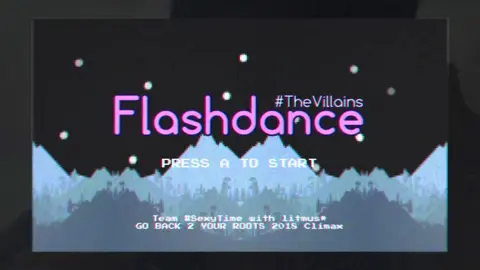 #TheVillains
Flashdance
PRESS A TO START
Team #SexyTime with litmus*
GO BACK 2 YOUR ROOTS 2018 Climax